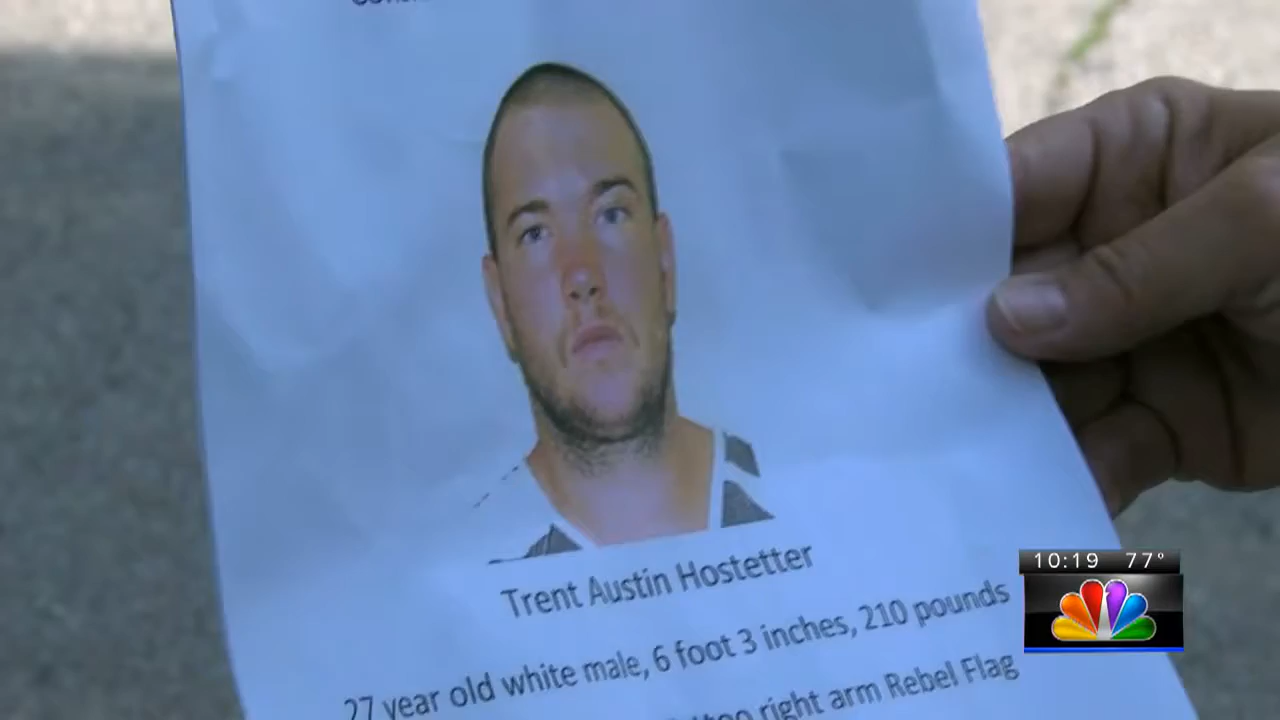 Trent Austin Hostetter
27 year old white male, 6 foot 3 inches, 210 pounds
right arm Rebel Flag
10:19 77°